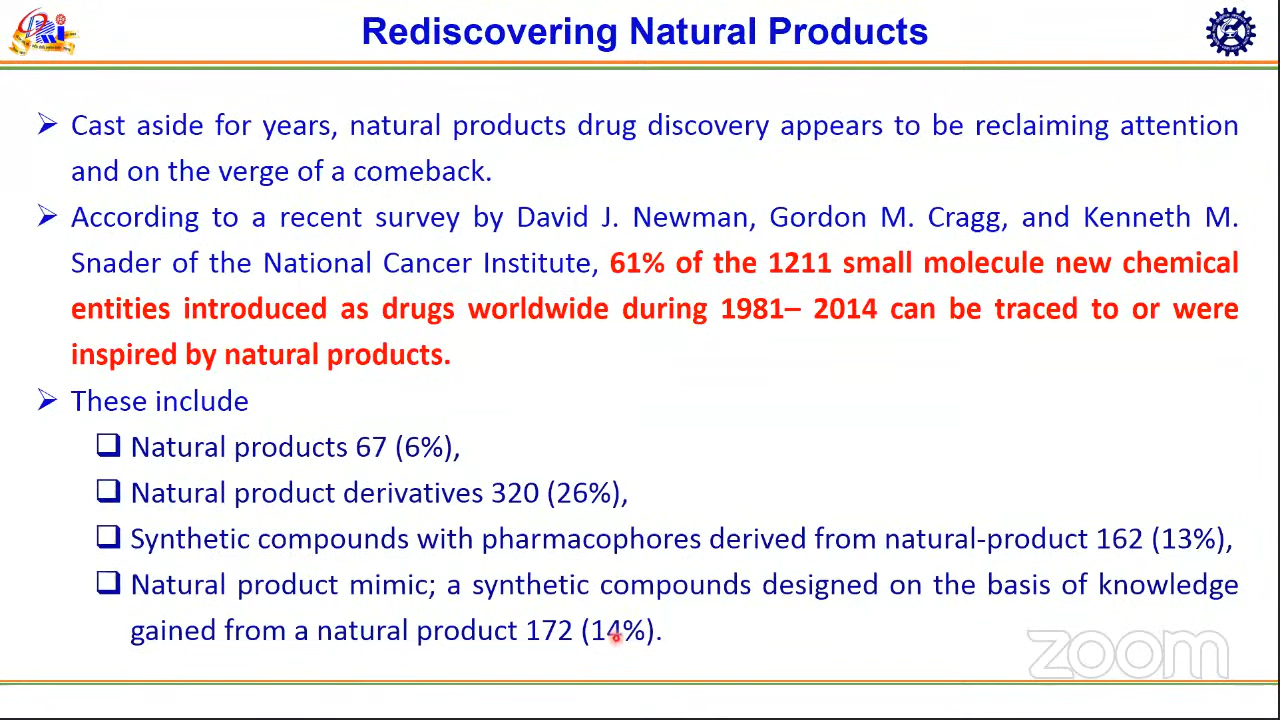 Rediscovering Natural Products
➢ Cast aside for years, natural products drug discovery appears to be reclaiming attention
and on the verge of a comeback.
➢ According to a recent survey by David J. Newman, Gordon M. Cragg, and Kenneth M.
Snader of the National Cancer Institute, 61% of the 1211 small molecule new chemical
entities introduced as drugs worldwide during 1981– 2014 can be traced to or were
inspired by natural products.
➢ These include
❑ Natural products 67 (6%),
❑ Natural product derivatives 320 (26%),
❑ Synthetic compounds with pharmacophores derived from natural-product 162 (13%),
❑ Natural product mimic; a synthetic compounds designed on the basis of knowledge
gained from a natural product 172 (14%).
zoom